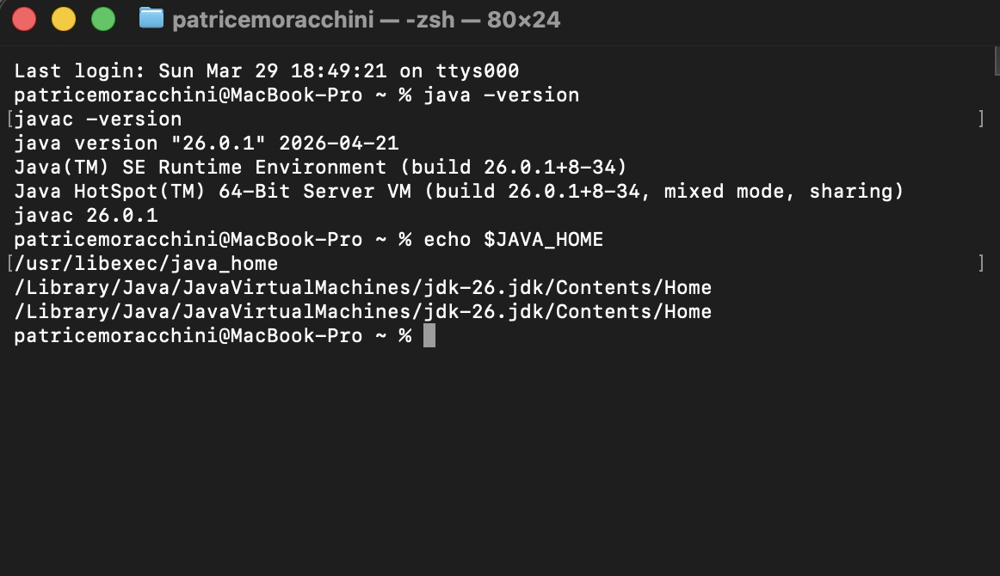 patricemoracchini — -zsh — 80×24
Last login: Sun Mar 29 18:49:21 on ttys000
patricemoracchini@MacBook-Pro ~ % java -version
[javac -version ]
java version "26.0.1" 2026-04-21
Java(TM) SE Runtime Environment (build 26.0.1+8-34)
Java HotSpot(TM) 64-Bit Server VM (build 26.0.1+8-34, mixed mode, sharing)
javac 26.0.1
patricemoracchini@MacBook-Pro ~ % echo $JAVA_HOME
[/usr/libexec/java_home ]
/Library/Java/JavaVirtualMachines/jdk-26.jdk/Contents/Home
/Library/Java/JavaVirtualMachines/jdk-26.jdk/Contents/Home
patricemoracchini@MacBook-Pro ~ %